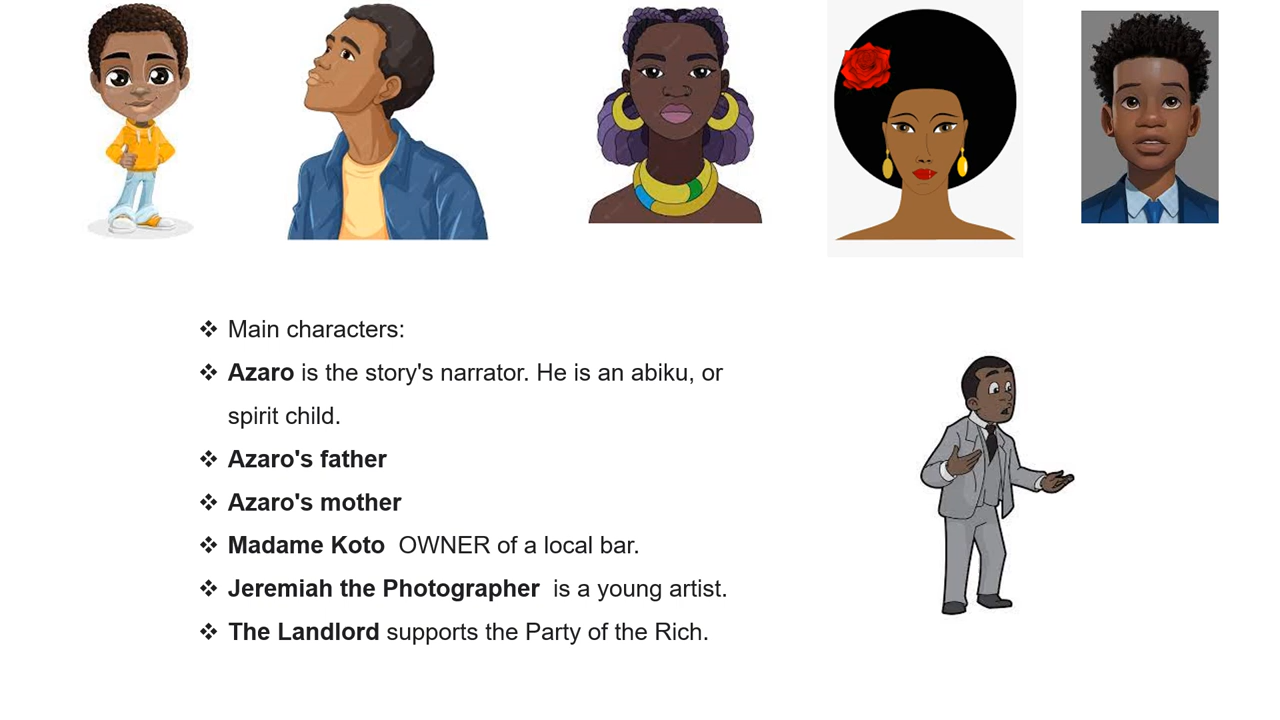 ❖ Main characters:
❖ Azaro is the story's narrator. He is an abiku, or
spirit child.
❖ Azaro's father
❖ Azaro's mother
❖ Madame Koto  OWNER of a local bar.
❖ Jeremiah the Photographer  is a young artist.
❖ The Landlord supports the Party of the Rich.